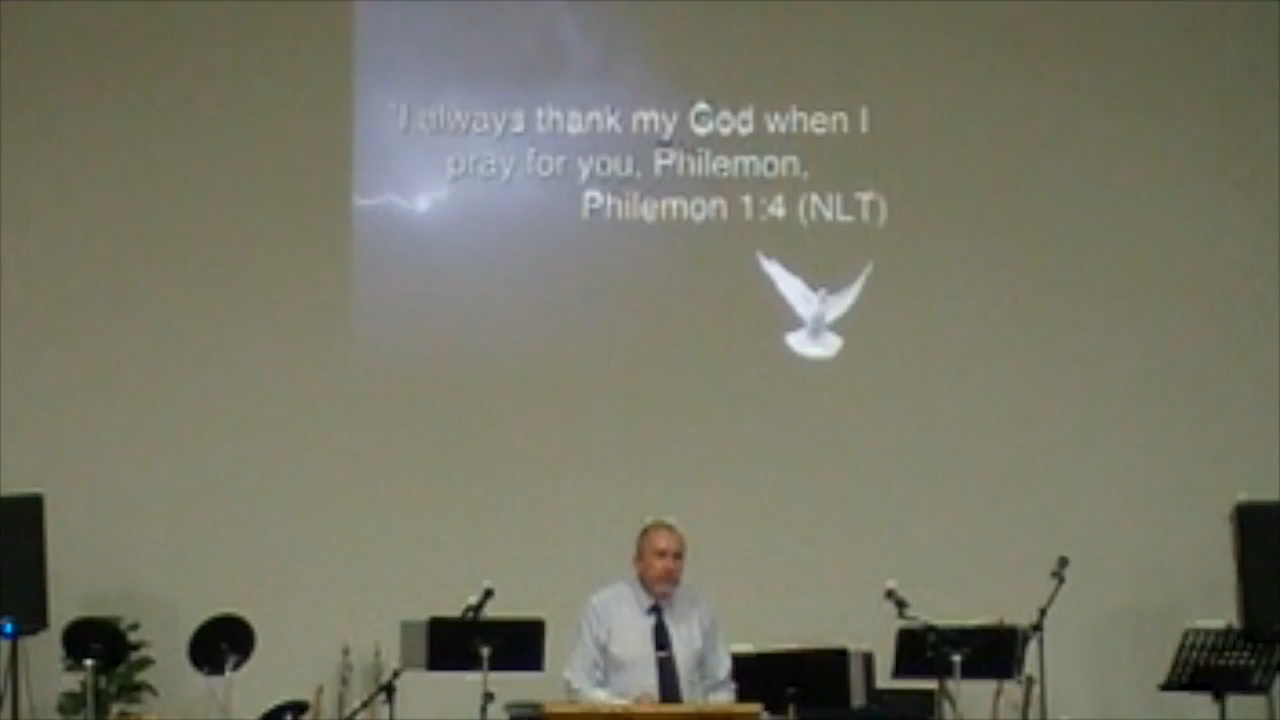 "I always thank my God when I
pray for you, Philemon,
Philemon 1:4 (NLT)